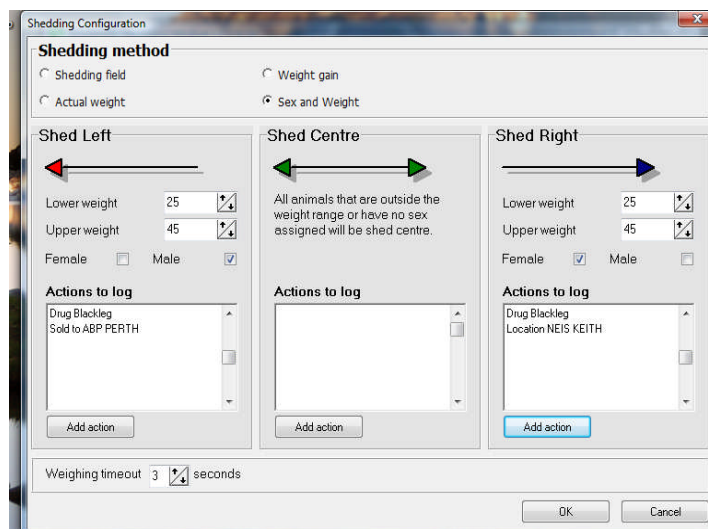 Shedding Configuration
Shedding method
Shedding field
Weight gain
Actual weight
Sex and Weight
Shed Left
Lower weight 25
Upper weight 45
Female Male
Actions to log
Drug Blackleg
Sold to ABP PERTH
Add action
Shed Centre
All animals that are outside the
weight range or have no sex
assigned will be shed centre.
Actions to log
Add action
Shed Right
Lower weight 25
Upper weight 45
Female Male
Actions to log
Drug Blackleg
Location NEIS KEITH
Add action
Weighing timeout 3 seconds
OK
Cancel